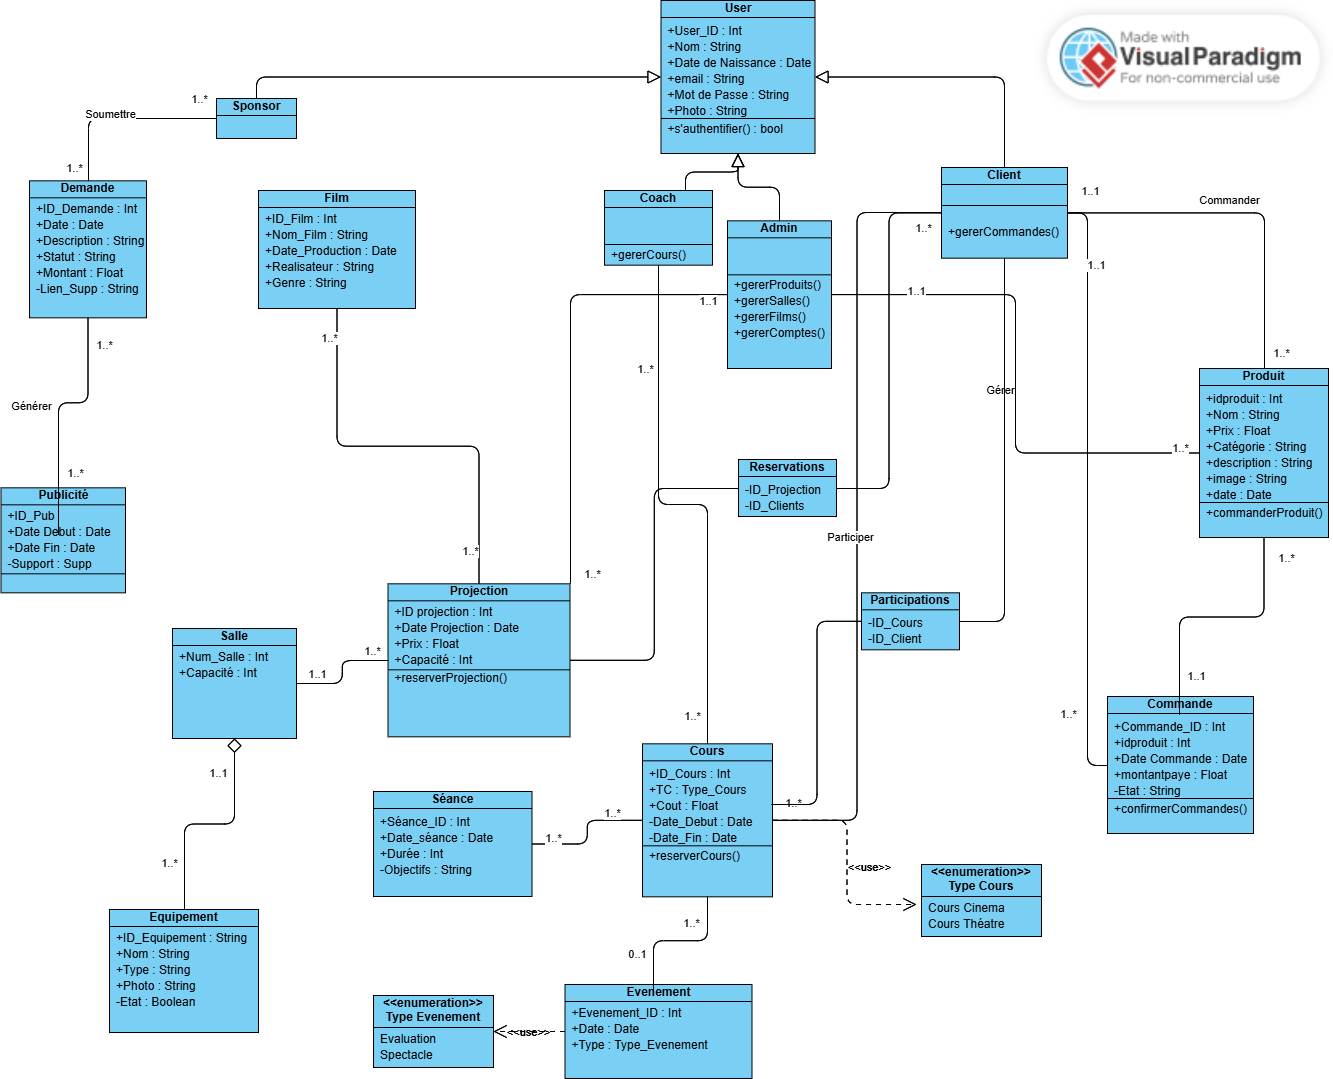 User
+User_ID : Int
+Nom : String
+Date de Naissance : Date
+email : String
+Mot de Passe : String
+Photo : String
+s'authentifier() : bool
Made with
Visual Paradigm
For non-commercial use
Sponsor
1..*
Soumettre
1..*
Demande
+ID_Demande : Int
+Date : Date
+Description : String
+Statut : String
+Montant : Float
-Lien_Supp : String
1..*
Générer
1..*
Publicité
+ID_Pub
+Date Debut : Date
+Date Fin : Date
-Support : Supp
Film
+ID_Film : Int
+Nom_Film : String
+Date_Production : Date
+Realisateur : String
+Genre : String
1..*
1..*
Coach
+gererCours()
1..*
1..*
Admin
+gererProduits()
+gererSalles()
+gererFilms()
+gererComptes()
1..1
1..*
1..1
Gérer
1..*
Client
+gererCommandes()
1..*
1..1
Commander
1..*
1..1
1..*
Produit
+idproduit : Int
+Nom : String
+Prix : Float
+Catégorie : String
+description : String
+image : String
+date : Date
+commanderProduit()
1..*
1..1
Reservations
-ID_Projection
-ID_Clients
Participer
Participations
-ID_Cours
-ID_Client
Projection
+ID projection : Int
+Date Projection : Date
+Prix : Float
+Capacité : Int
+reserverProjection()
1..*
1..1
Salle
+Num_Salle : Int
+Capacité : Int
1..1
1..*
Equipement
+ID_Equipement : String
+Nom : String
+Type : String
+Photo : String
-Etat : Boolean
Commande
+Commande_ID : Int
+idproduit : Int
+Date Commande : Date
+montantpaye : Float
-Etat : String
+confirmerCommandes()
Cours
+ID_Cours : Int
+TC : Type_Cours
+Cout : Float
-Date_Debut : Date
-Date_Fin : Date
+reserverCours()
1..*
Séance
+Séance_ID : Int
+Date_séance : Date
+Durée : Int
-Objectifs : String
1..*
1..*
<<use>>
<<enumeration>>
Type Cours
Cours Cinema
Cours Théatre
1..*
0..1
Evenement
+Evenement_ID : Int
+Date : Date
+Type : Type_Evenement
<<use>>
<<enumeration>>
Type Evenement
Evaluation
Spectacle